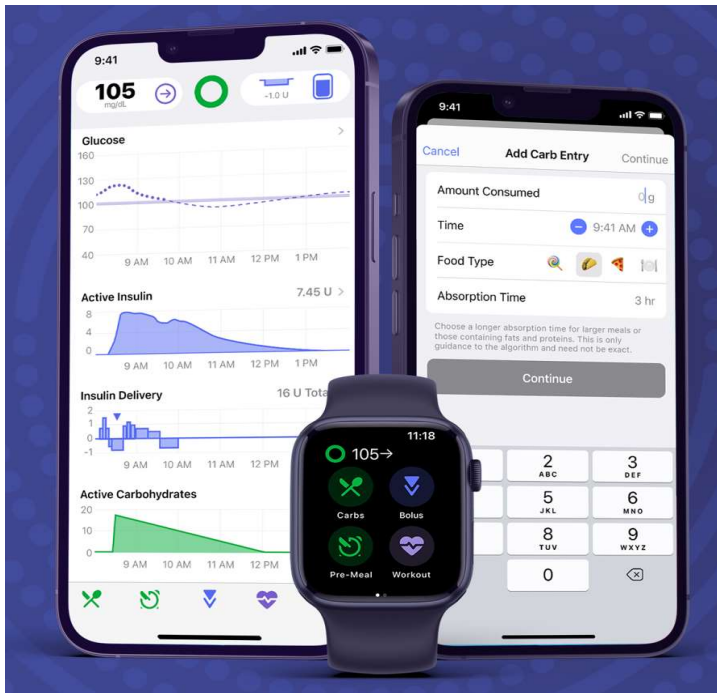 9:41
105
mg/dL
-1.0 U
Glucose
160
130
100
70
40
9 AM 10 AM 11 AM 12 PM 1 PM
Active Insulin 7.45 U
8
4
0
9 AM 10 AM 11 AM 12 PM 1 PM
Insulin Delivery 16 U Tota
2
1
0
-1
9 AM 10 AM 11 AM 12 PM
Active Carbohydrates
20
10
0
9 AM 10 AM 11 AM 12 PM
9:41
Cancel Add Carb Entry Continue
Amount Consumed 0 g
Time 9:41 AM
Food Type
Absorption Time 3 hr
Choose a longer absorption time for larger meals or
those containing fats and proteins. This is only
guidance to the algorithm and need not be exact.
Continue
2 3
ABC DEF
5 6
JKL MNO
8 9
TUV WXYZ
0
11:18
105→
Carbs Bolus
Pre-Meal Workout